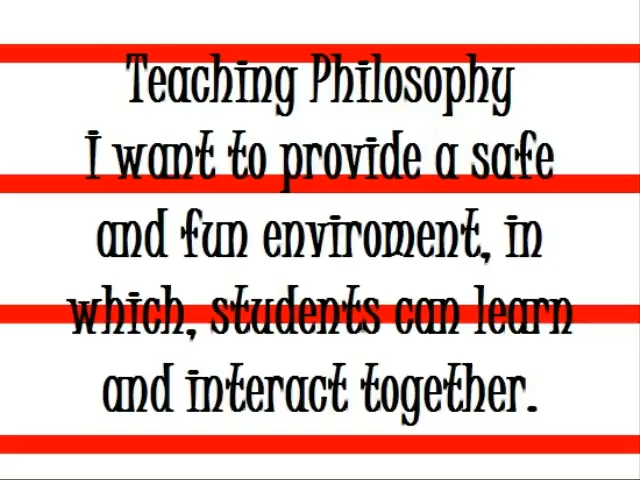 Teaching Philosophy
I want to provide a safe
and fun enviroment, in
which, students can learn
and interact together.